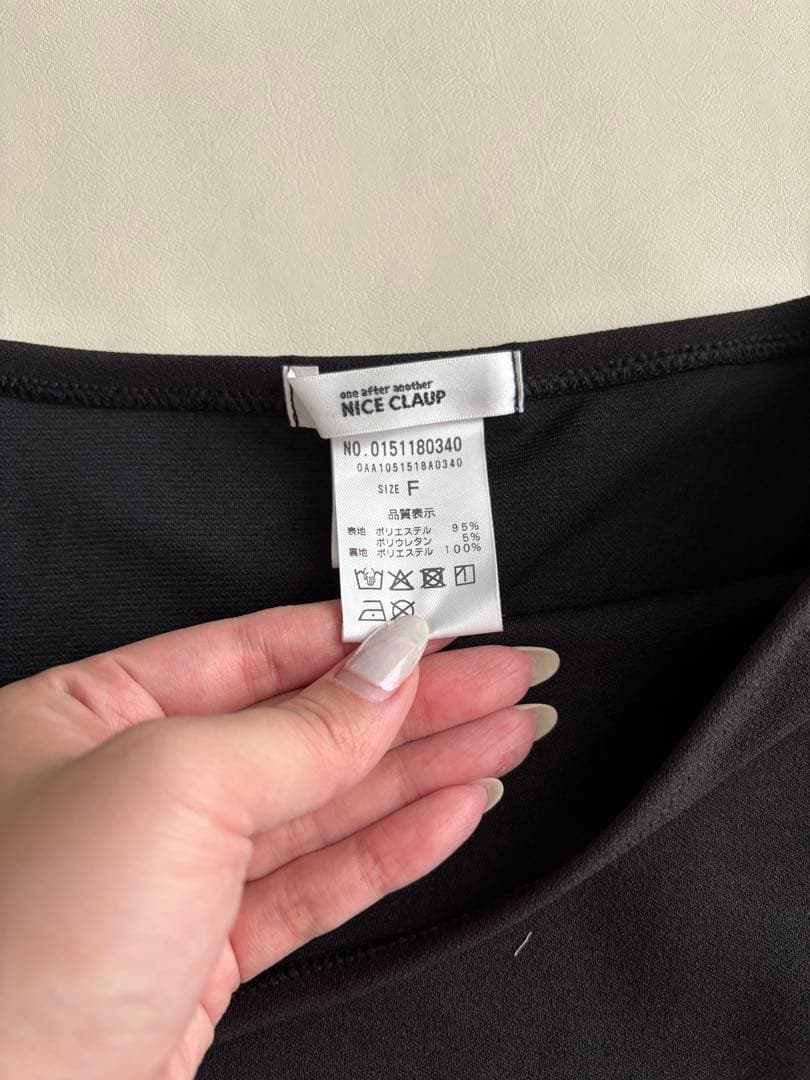 one after another
NICE CLAUP
NO.0151180340
0AA1051518A0340
SIZE F
品質表示
表地 ポリエステル 95%
ポリウレタン 5%
裏地 ポリエステル 100%